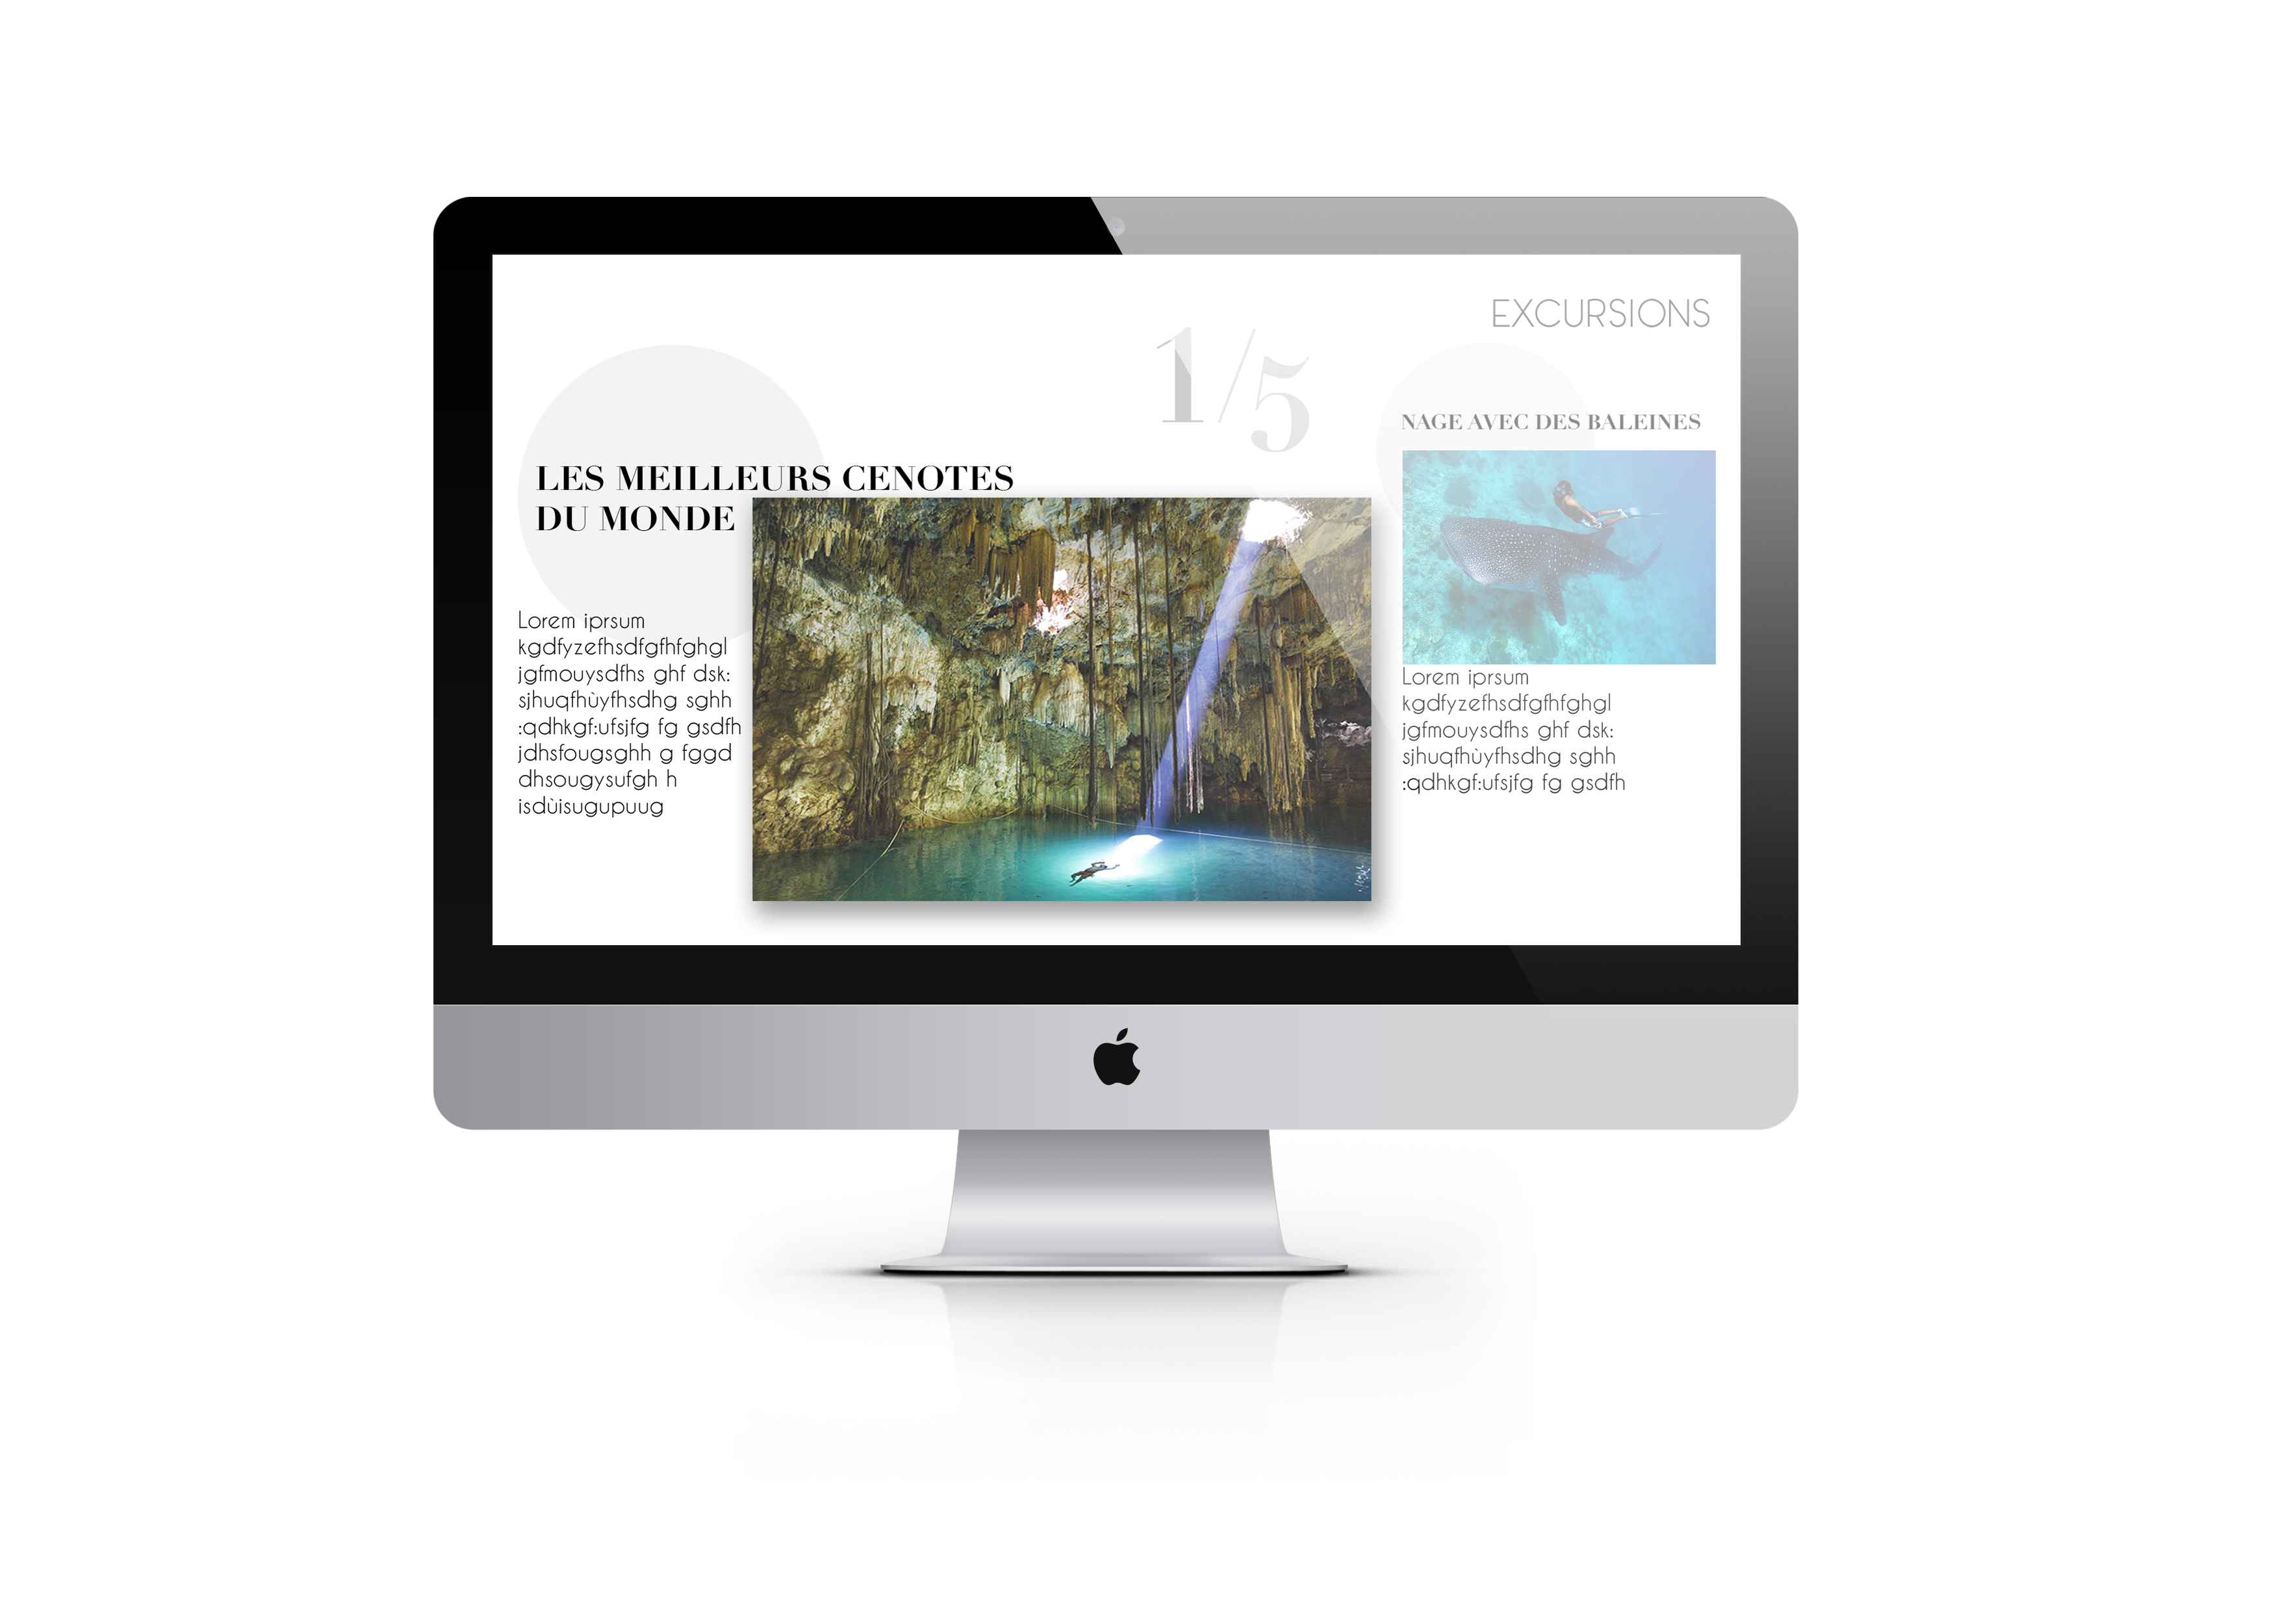 EXCURSIONS
1/5
LES MEILLEURS CENOTES
DU MONDE
Lorem iprsum
kgdfyzefhsdfgfhfghgl
jgfmouysdfhs ghf dsk:
sjhuqfhùyfhsdhg sghh
:qdhkgf:ufsjfg fg gsdfh
jdhsfougsghh g fggd
dhsougysufgh h
isdùisugupuug
NAGE AVEC DES BALEINES
Lorem iprsum
kgdfyzefhsdfgfhfghgl
jgfmouysdfhs ghf dsk:
sjhuqfhùyfhsdhg sghh
:qdhkgf:ufsjfg fg gsdfh